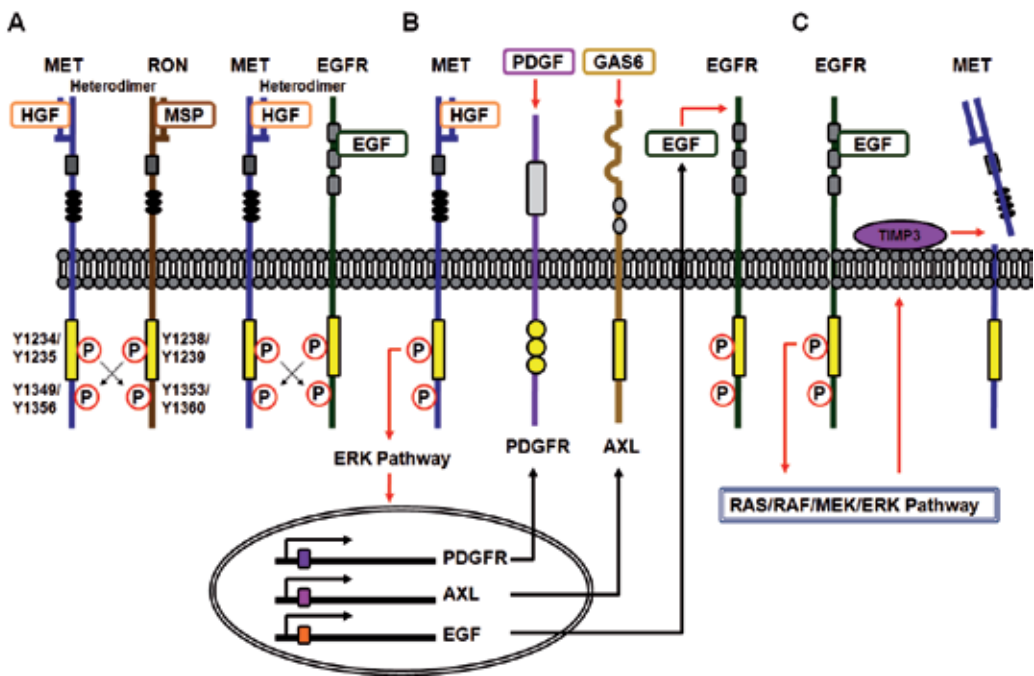 A
B
C
MET
RON
MET
EGFR
MET
PDGF
GAS6
EGFR
EGFR
MET
Heterodimer
Heterodimer
HGF
MSP
HGF
EGF
HGF
EGF
EGF
TIMP3
Y1234/
Y1235
P
P
Y1238/
Y1239
P
P
P
P
P
Y1349/
Y1356
P
P
Y1353/
Y1360
P
P
P
P
ERK Pathway
PDGFR
AXL
RAS/RAF/MEK/ERK Pathway
PDGFR
AXL
EGF